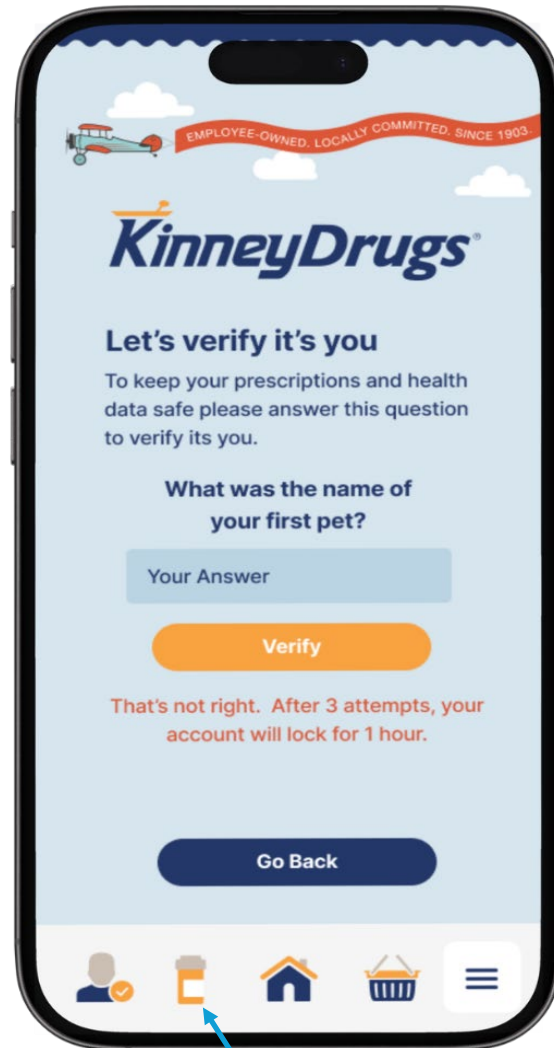 EMPLOYEE-OWNED. LOCALLY COMMITTED. SINCE 1903.
KinneyDrugs®
Let's verify it's you
To keep your prescriptions and health
data safe please answer this question
to verify its you.
What was the name of
your first pet?
Your Answer
Verify
That's not right.  After 3 attempts, your
account will lock for 1 hour.
Go Back